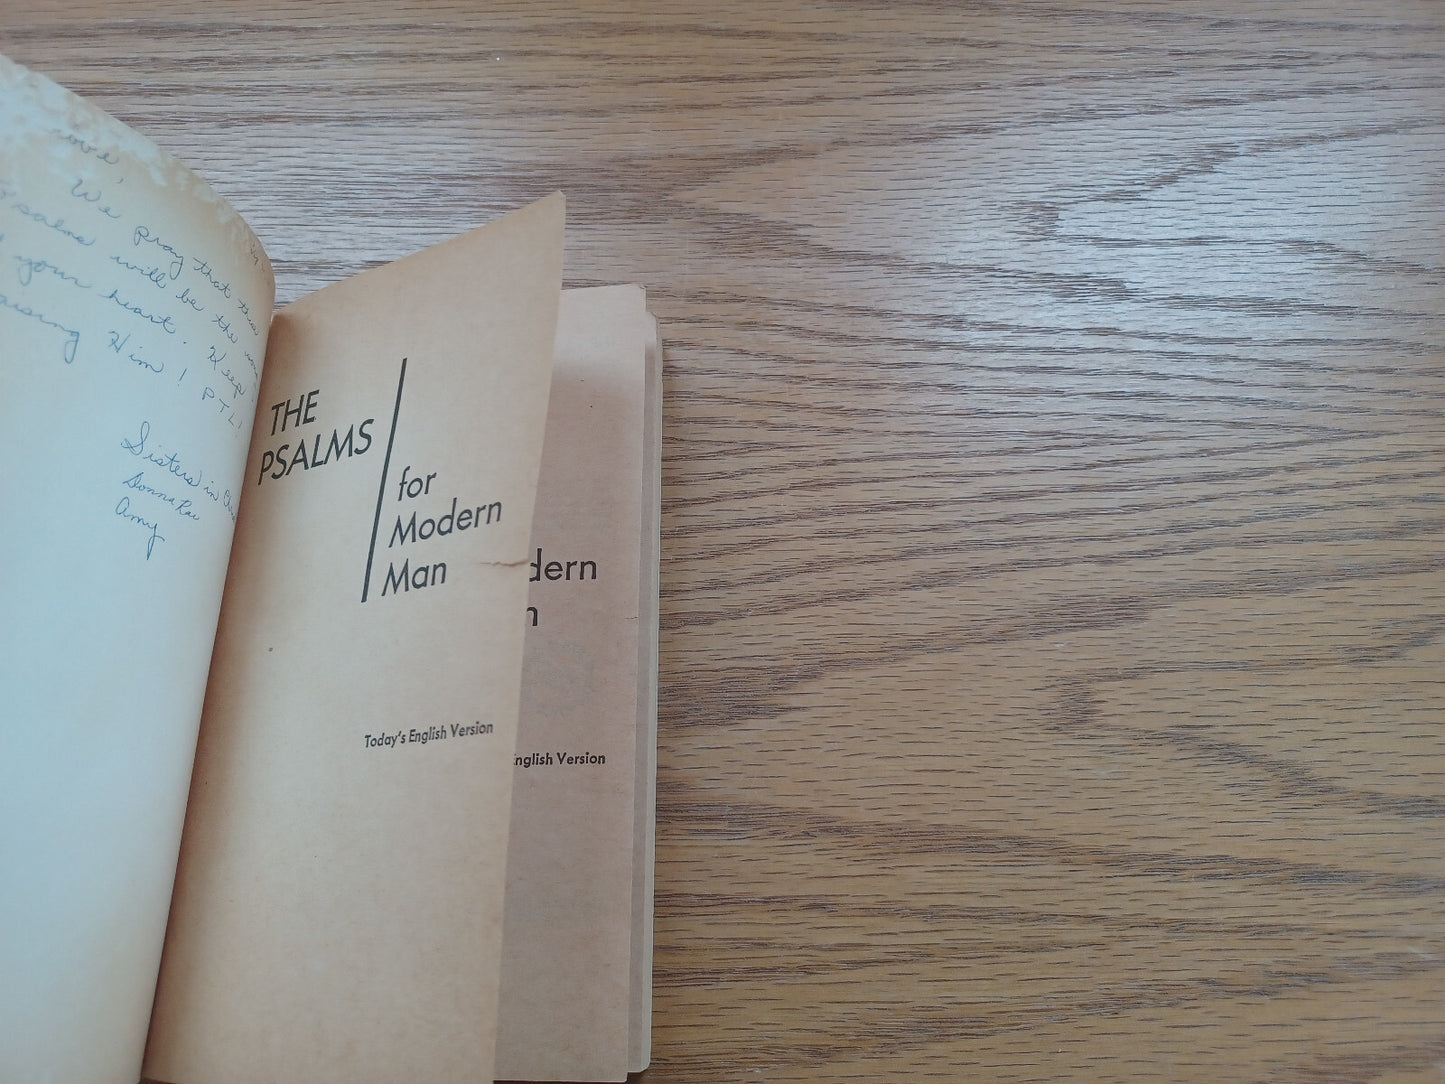 We pray that this
Psalms will be the
your heart. Keep
Him! PTL!
Sisters in
Donna Rae
Amy
THE
PSALMS
for
Modern
Man
Today's English Version
dern
n
English Version